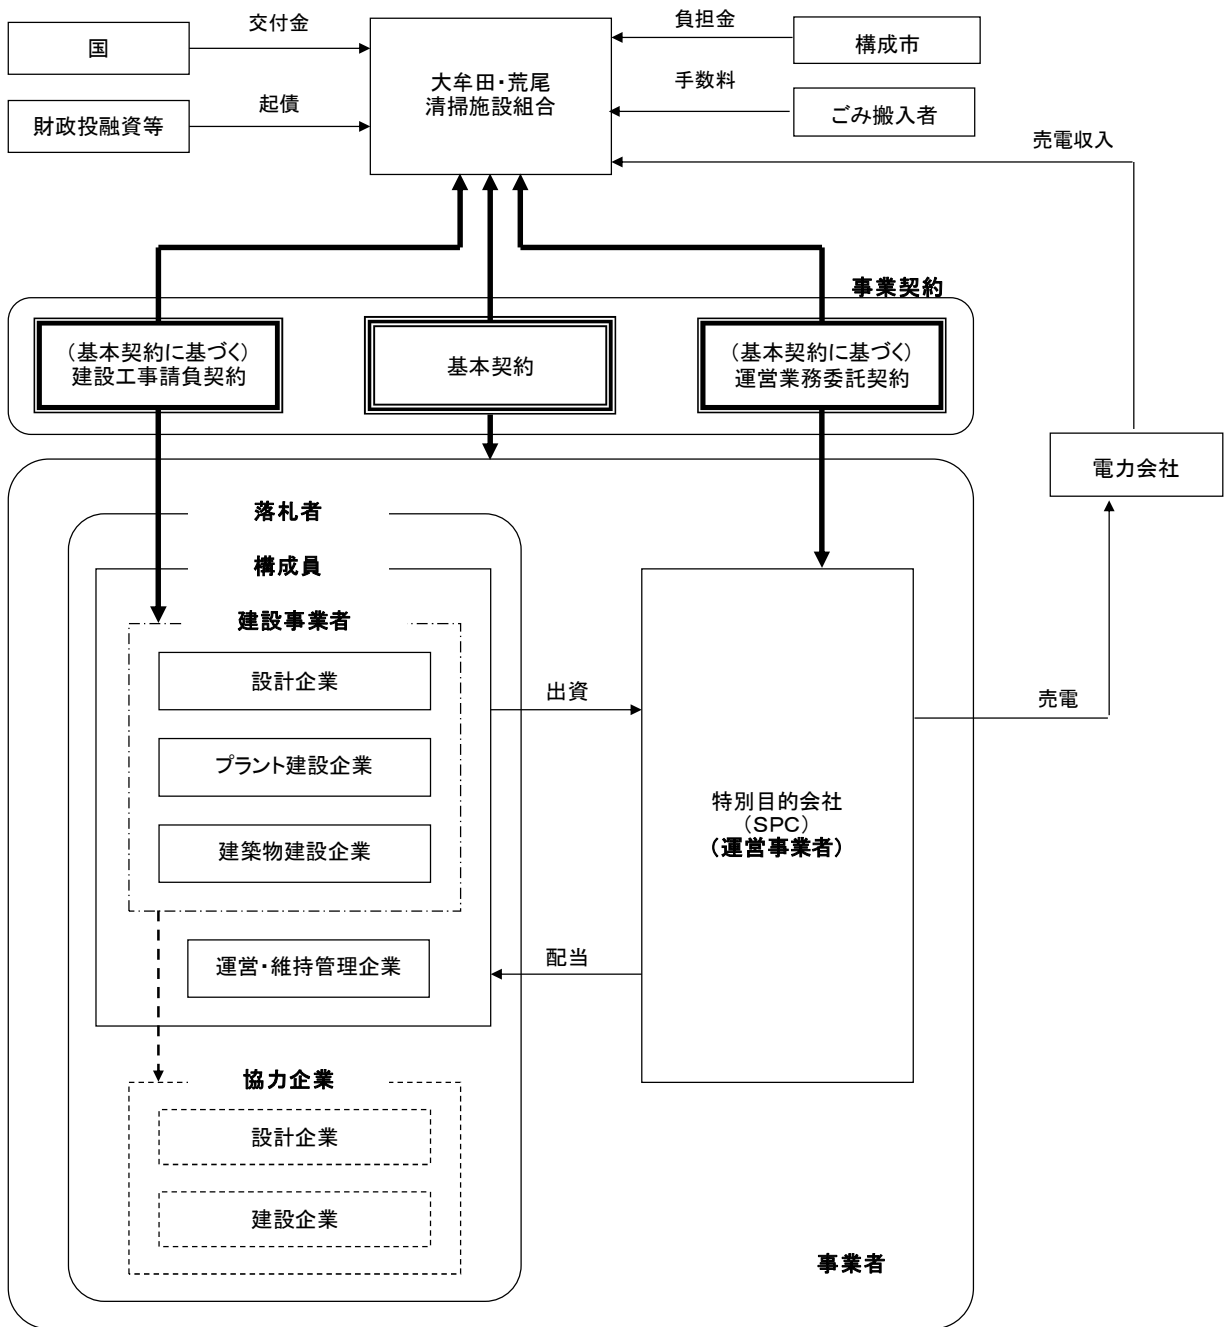 国
交付金
財政投融資等
起債
大牟田・荒尾
清掃施設組合
負担金
構成市
手数料
ごみ搬入者
売電収入
事業契約
（基本契約に基づく）
建設工事請負契約
基本契約
（基本契約に基づく）
運営業務委託契約
電力会社
落札者
構成員
建設事業者
設計企業
プラント建設企業
建築物建設企業
運営・維持管理企業
出資
配当
特別目的会社
（SPC）
（運営事業者）
売電
協力企業
設計企業
建設企業
事業者